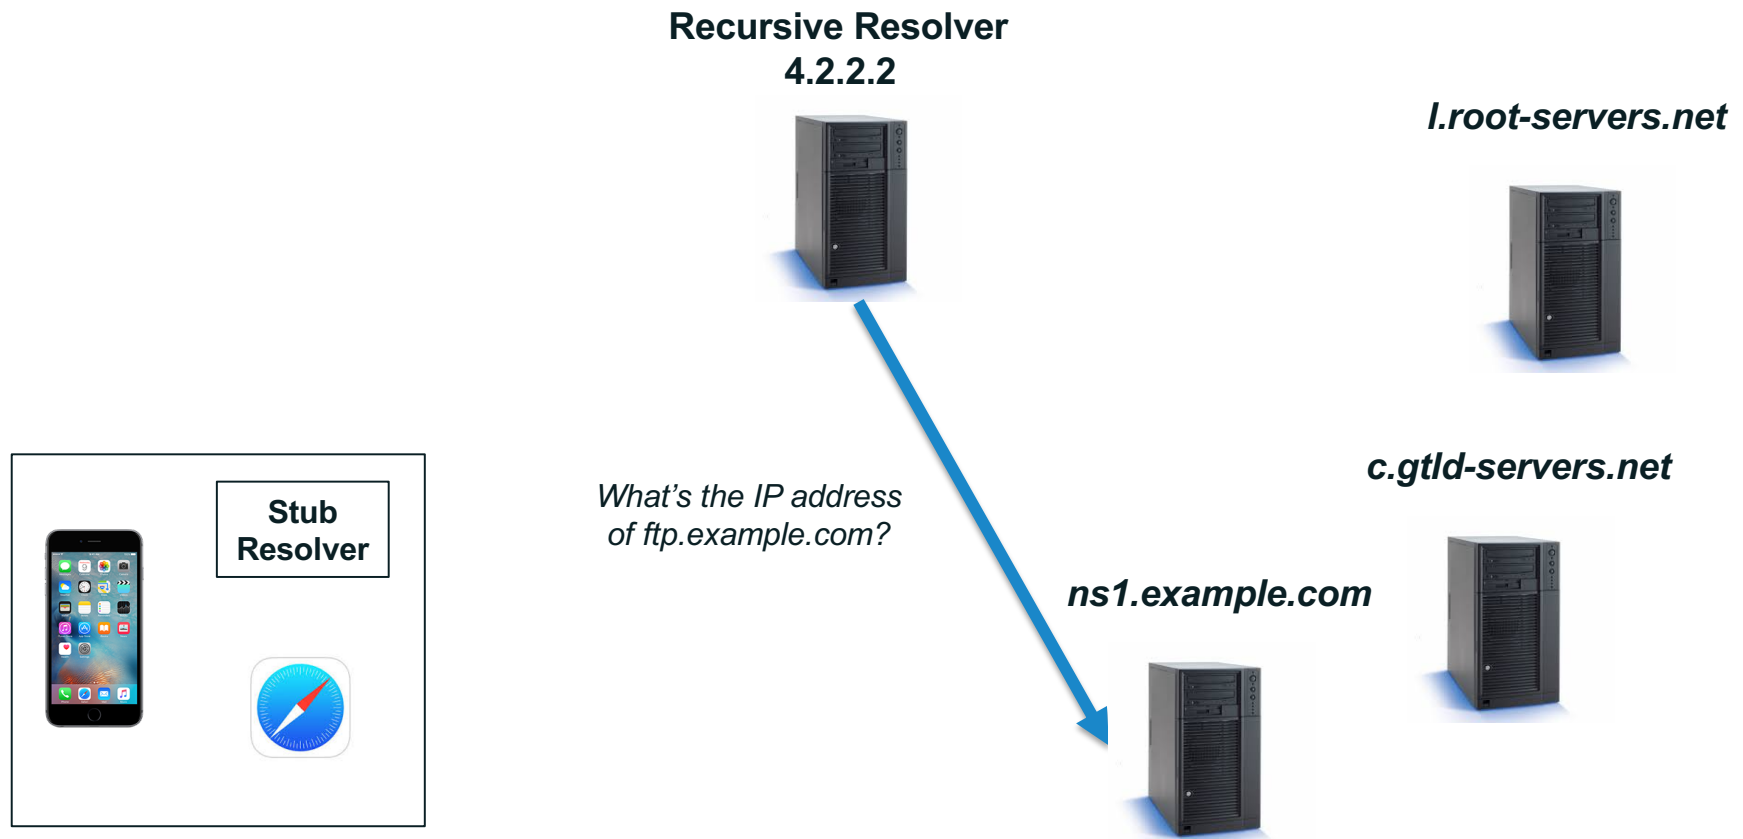 Recursive Resolver
4.2.2.2
l.root-servers.net
c.gtld-servers.net
Stub
Resolver
What’s the IP address
of ftp.example.com?
ns1.example.com